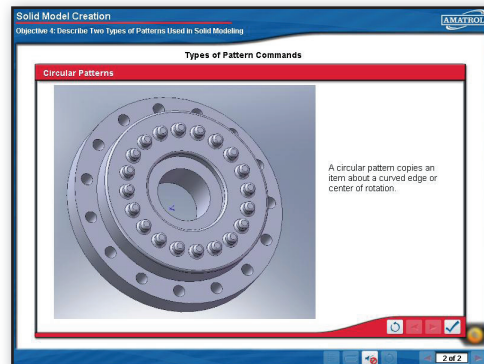 Solid Model Creation
AMATROL
Objective 4: Describe Two Types of Patterns Used in Solid Modeling
Types of Pattern Commands
Circular Patterns
A circular pattern copies an
item about a curved edge or
center of rotation.
2 of 2